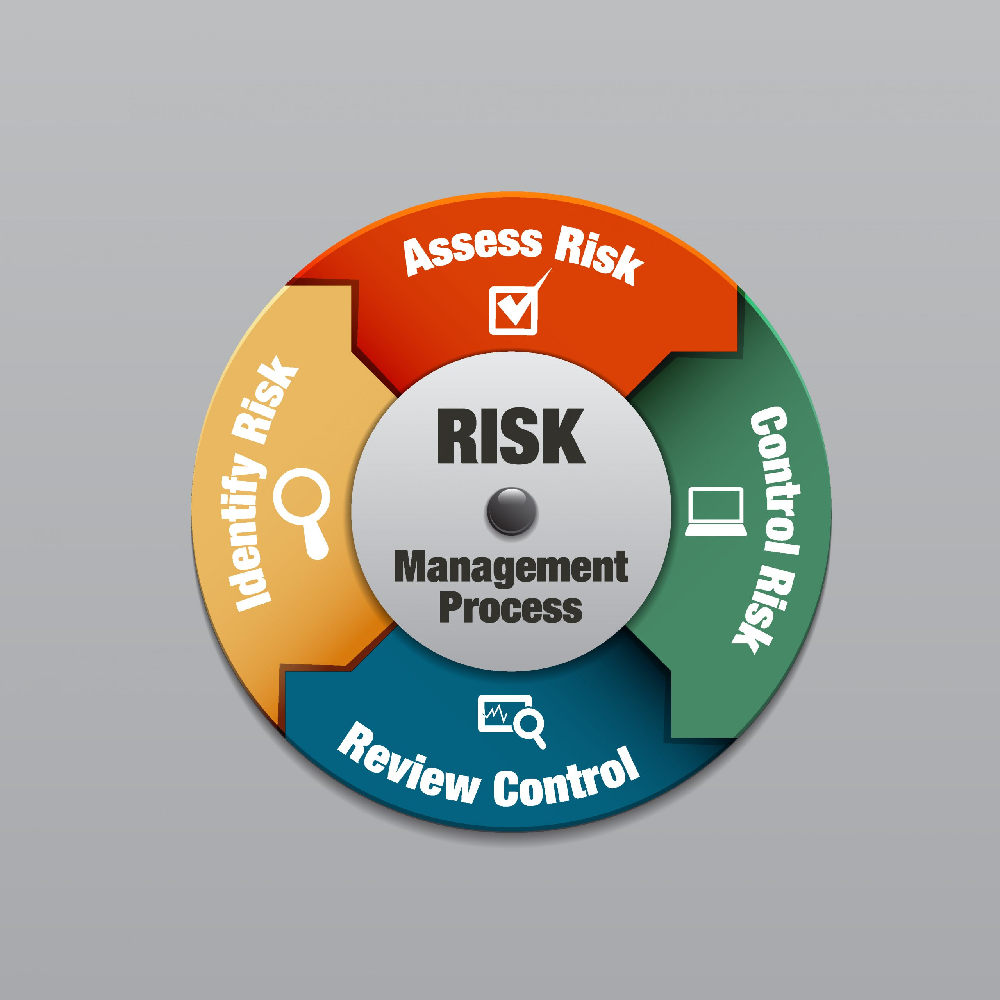 Assess Risk
Identify Risk
RISK
Management
Process
Control Risk
Review Control